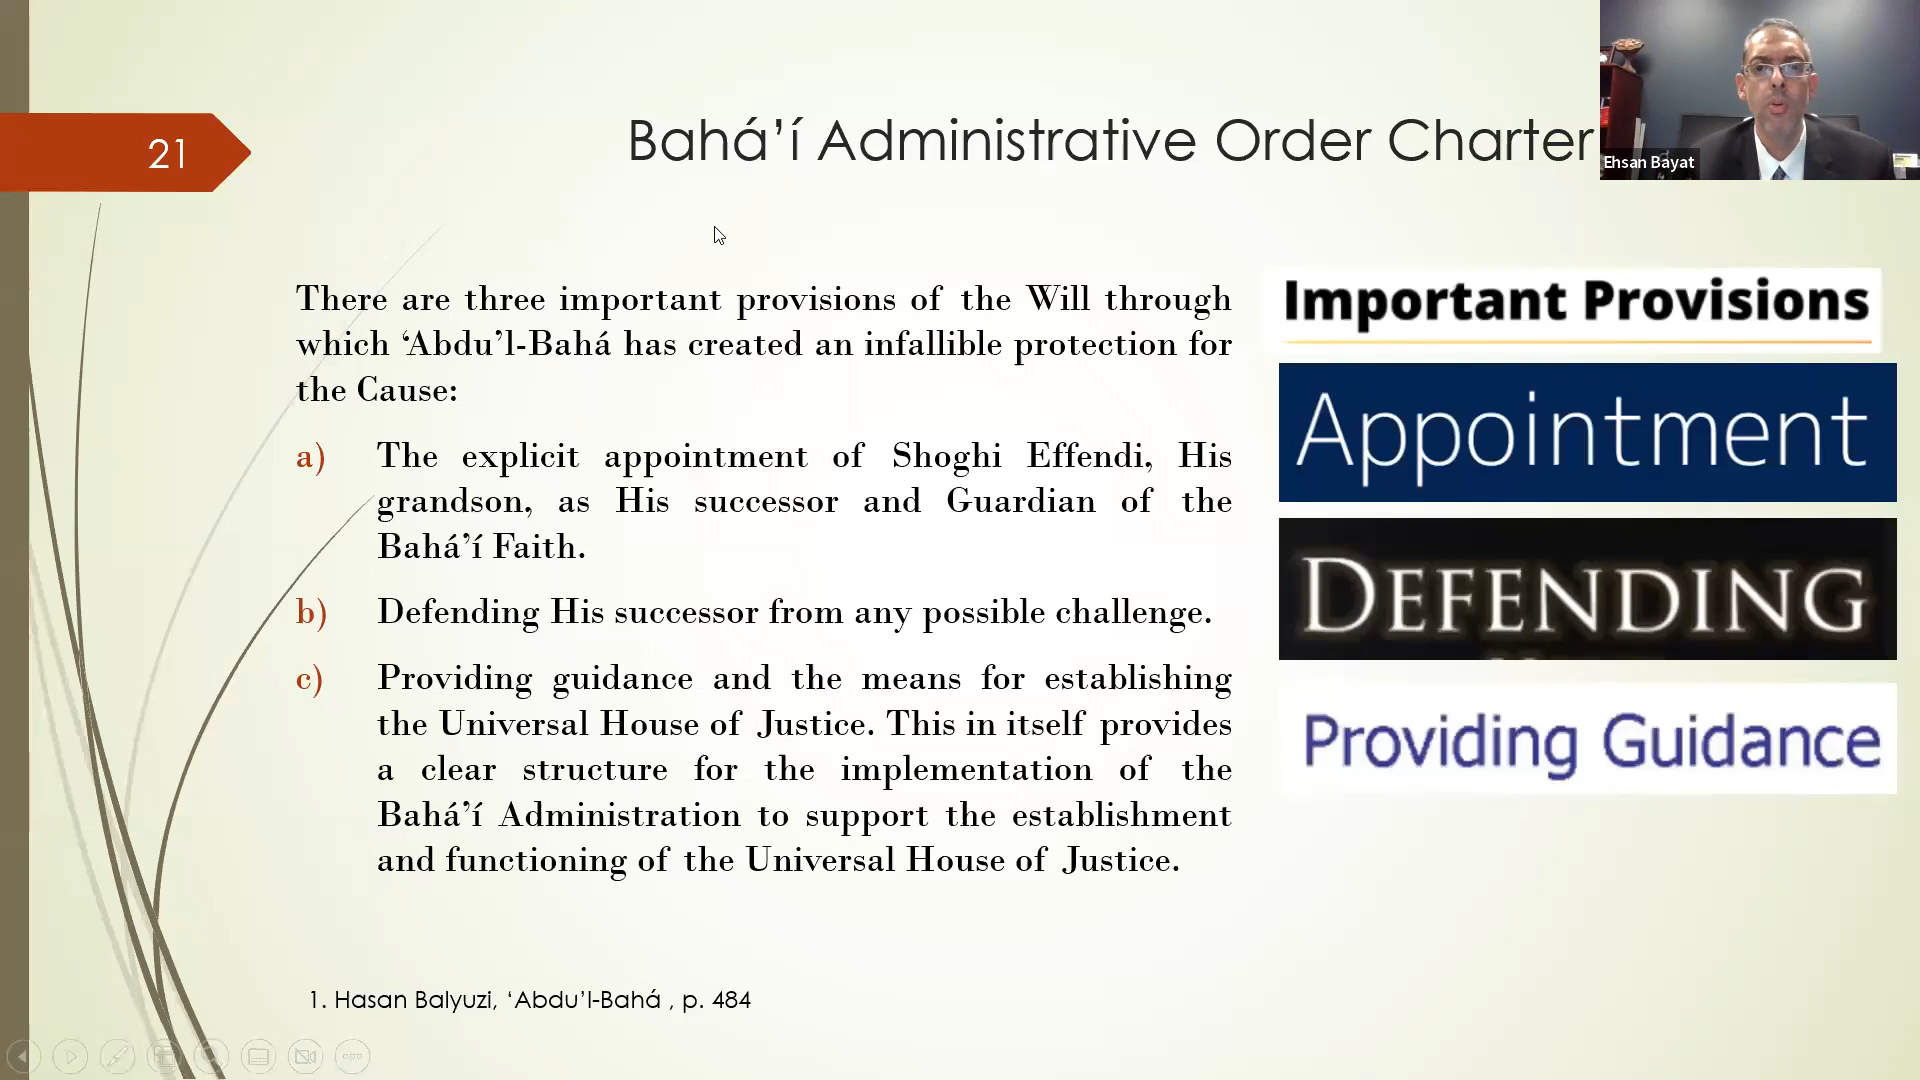 21
Bahá’í Administrative Order Charter
Ehsan Bayat
There are three important provisions of the Will through
which ‘Abdu’l-Bahá has created an infallible protection for
the Cause:
a) The explicit appointment of Shoghi Effendi, His
grandson, as His successor and Guardian of the
Bahá’í Faith.
b) Defending His successor from any possible challenge.
c) Providing guidance and the means for establishing
the Universal House of Justice. This in itself provides
a clear structure for the implementation of the
Bahá’í Administration to support the establishment
and functioning of the Universal House of Justice.
Important Provisions
Appointment
DEFENDING
Providing Guidance
1. Hasan Balyuzi, ‘Abdu’l-Bahá , p. 484